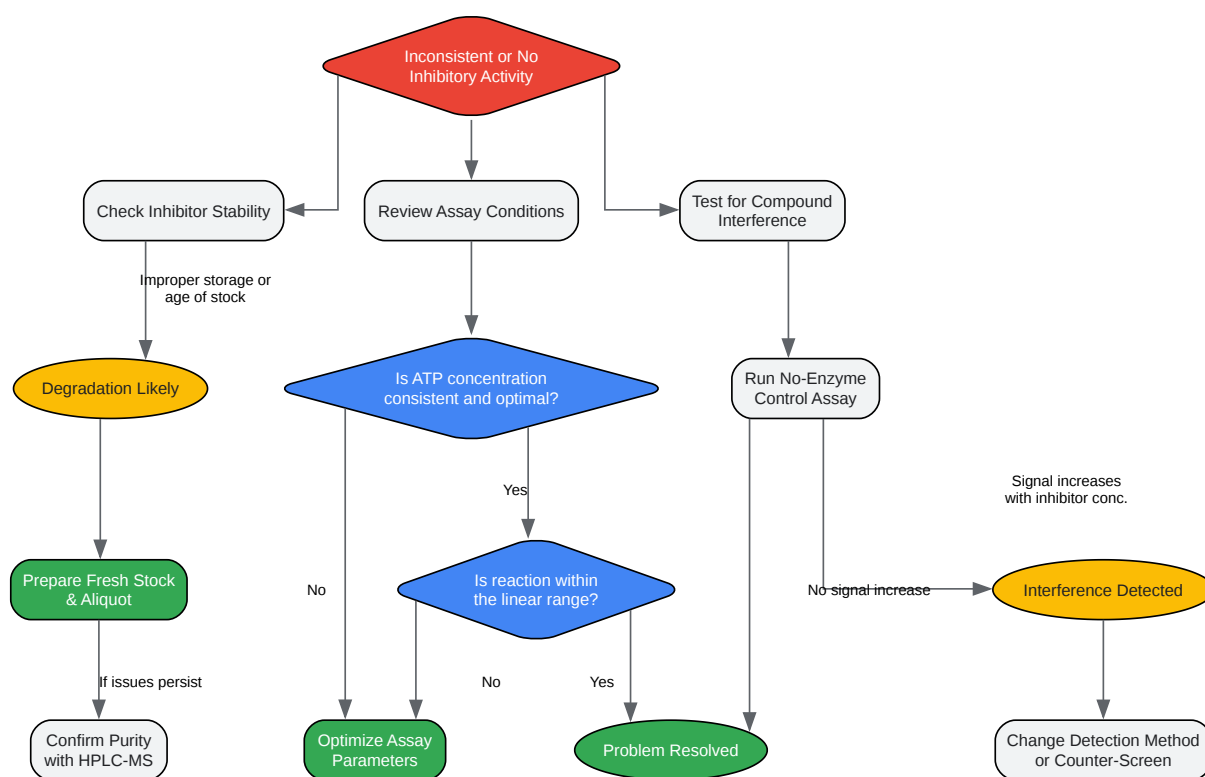 Inconsistent or No
Inhibitory Activity
Check Inhibitor Stability
Review Assay Conditions
Test for Compound
Interference
Improper storage or
age of stock
Degradation Likely
Is ATP concentration
consistent and optimal?
Run No-Enzyme
Control Assay
Yes
Signal increases
with inhibitor conc.
Prepare Fresh Stock
& Aliquot
No
Is reaction within
the linear range?
No signal increase
Interference Detected
If issues persist
No
Yes
Confirm Purity
with HPLC-MS
Optimize Assay
Parameters
Problem Resolved
Change Detection Method
or Counter-Screen